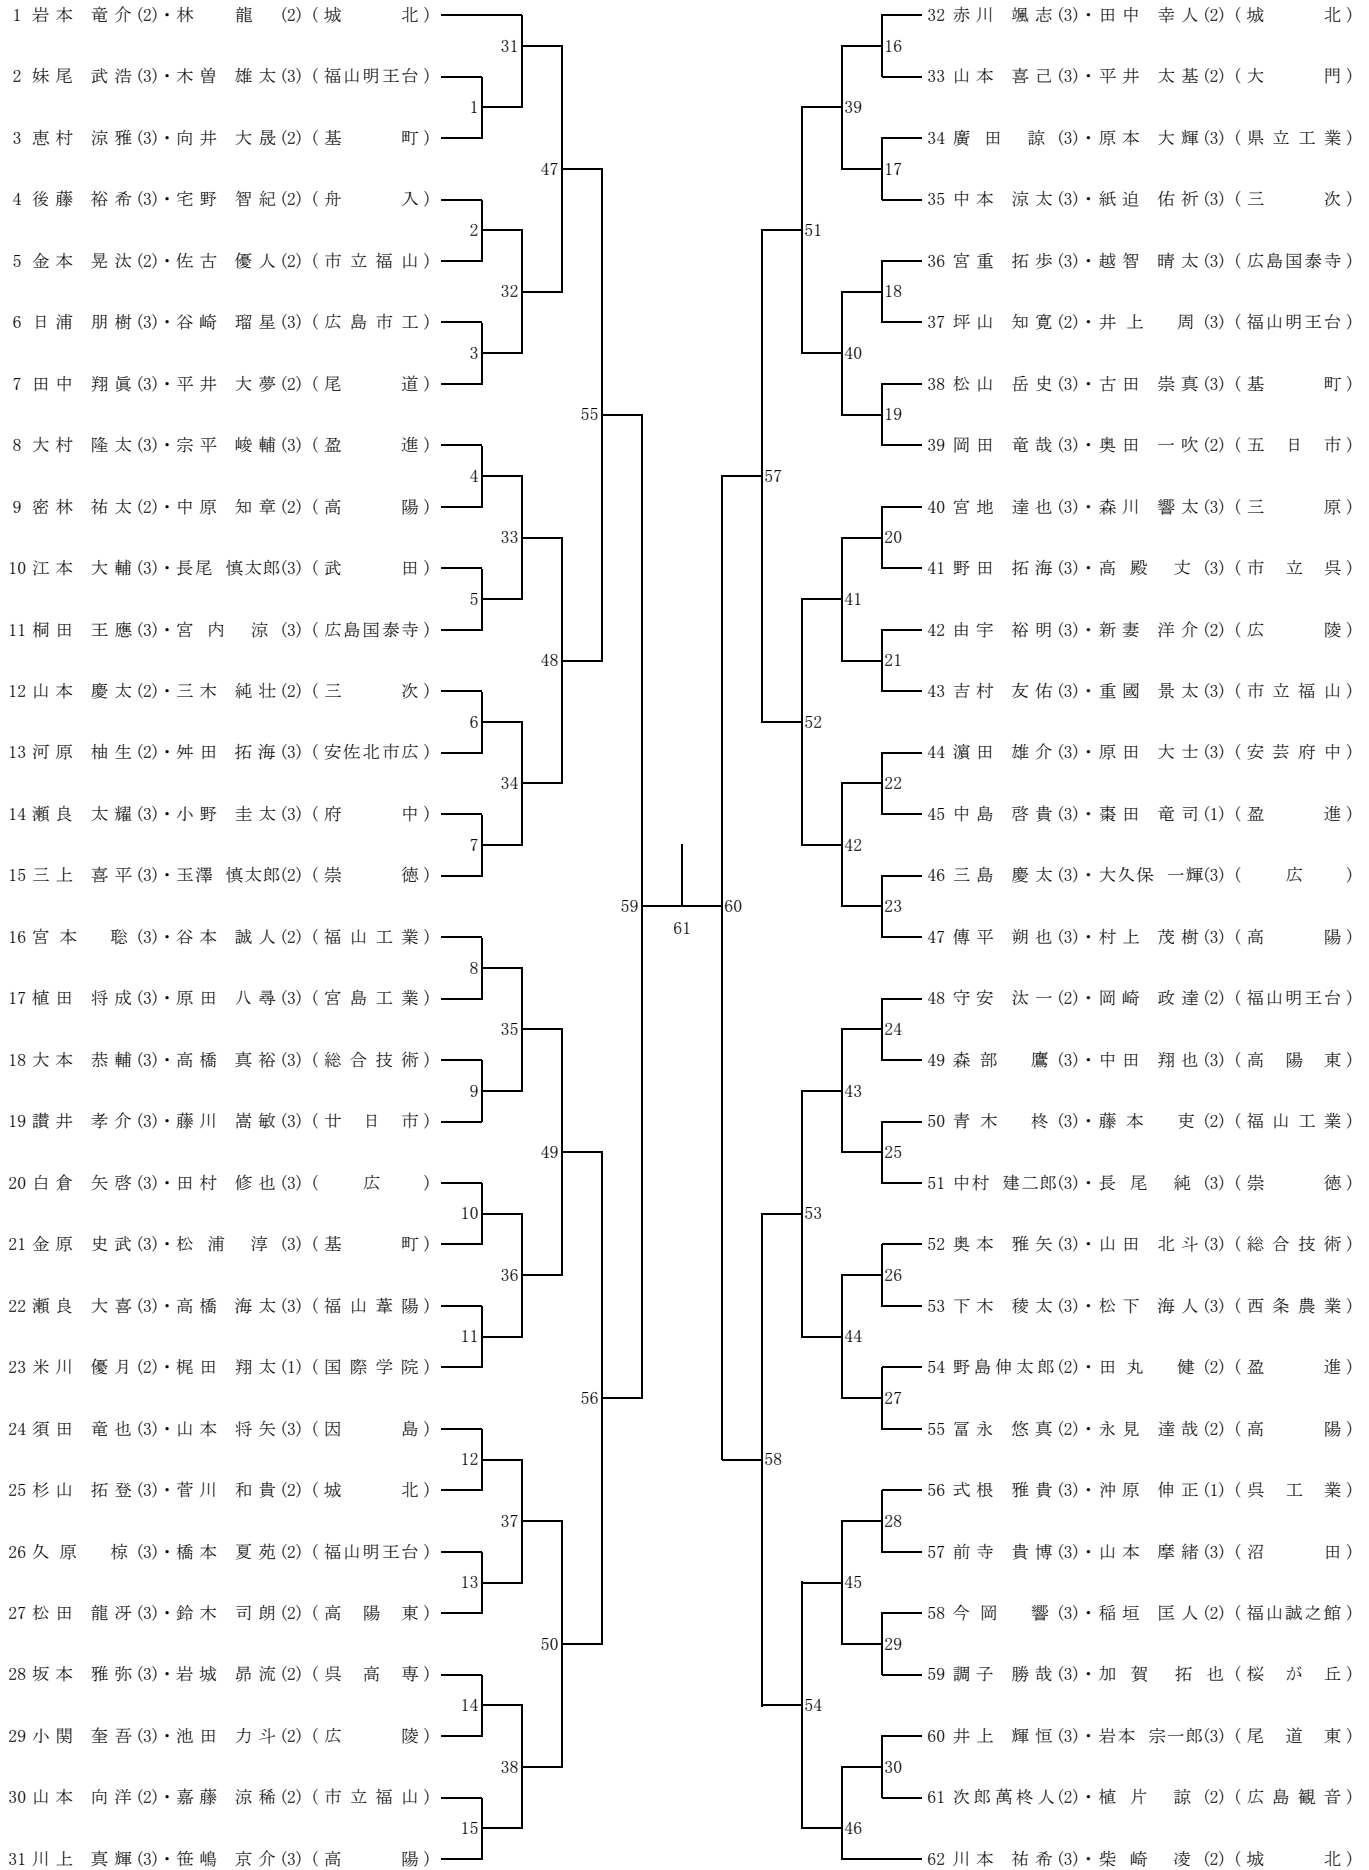 1 岩本 竜介(2)・林 龍 (2)(城 北)
2 妹尾 武浩(3)・木曽 雄太(3)(福山明王台)
3 恵村 涼雅(3)・向井 大晟(2)(基 町)
4 後藤 裕希(3)・宅野 智紀(2)(舟 入)
5 金本 晃汰(2)・佐古 優人(2)(市立福山)
6 日浦 朋樹(3)・谷崎 瑠星(3)(広島市工)
7 田中 翔眞(3)・平井 大夢(2)(尾 道)
8 大村 隆太(3)・宗平 峻輔(3)(盈 進)
9 密林 祐太(2)・中原 知章(2)(高 陽)
10 江本 大輔(3)・長尾 慎太郎(3)(武 田)
11 桐田 王應(3)・宮内 涼 (3)(広島国泰寺)
12 山本 慶太(2)・三木 純壮(2)(三 次)
13 河原 柚生(2)・舛田 拓海(3)(安佐北市広)
14 瀬良 太耀(3)・小野 圭太(3)(府 中)
15 三上 喜平(3)・玉澤 慎太郎(2)(崇 徳)
16 宮本 聡 (3)・谷本 誠人(2)(福山工業)
17 植田 将成(3)・原田 八尋(3)(宮島工業)
18 大本 恭輔(3)・高橋 真裕(3)(総合技術)
19 讃井 孝介(3)・藤川 嵩敏(3)(廿日市)
20 白倉 矢啓(3)・田村 修也(3)( 広 )
21 金原 史武(3)・松浦 淳 (3)(基 町)
22 瀬良 大喜(3)・高橋 海太(3)(福山葦陽)
23 米川 優月(2)・梶田 翔太(1)(国際学院)
24 須田 竜也(3)・山本 将矢(3)(因 島)
25 杉山 拓登(3)・菅川 和貴(2)(城 北)
26 久原 椋 (3)・橋本 夏苑(2)(福山明王台)
27 松田 龍冴(3)・鈴木 司朗(2)(高陽東)
28 坂本 雅弥(3)・岩城 昴流(2)(呉高専)
29 小関 奎吾(3)・池田 力斗(2)(広 陵)
30 山本 向洋(2)・嘉藤 涼稀(2)(市立福山)
31 川上 真輝(3)・笹嶋 京介(3)(高 陽)
31
1
47
2
32
3
55
4
33
5
48
6
34
7
59
8
35
9
49
10
36
11
56
12
37
13
50
14
38
15
61
60
16
39
17
51
18
40
19
57
20
41
21
52
22
42
23
24
43
25
53
26
44
27
58
28
45
29
54
30
46
32 赤川 颯志(3)・田中 幸人(2)(城 北)
33 山本 喜己(3)・平井 太基(2)(大 門)
34 廣田 諒 (3)・原本 大輝(3)(県立工業)
35 中本 涼太(3)・紙迫 佑祈(3)(三 次)
36 宮重 拓歩(3)・越智 晴太(3)(広島国泰寺)
37 坪山 知寛(2)・井上 周 (3)(福山明王台)
38 松山 岳史(3)・古田 崇真(3)(基 町)
39 岡田 竜哉(3)・奥田 一吹(2)(五日市)
40 宮地 達也(3)・森川 響太(3)(三 原)
41 野田 拓海(3)・高殿 丈 (3)(市立呉)
42 由宇 裕明(3)・新妻 洋介(2)(広 陵)
43 吉村 友佑(3)・重國 景太(3)(市立福山)
44 濵田 雄介(3)・原田 大士(3)(安芸府中)
45 中島 啓貴(3)・棗田 竜司(1)(盈 進)
46 三島 慶太(3)・大久保 一輝(3)( 広 )
47 傳平 朔也(3)・村上 茂樹(3)(高 陽)
48 守安 汰一(2)・岡崎 政達(2)(福山明王台)
49 森部 鷹 (3)・中田 翔也(3)(高陽東)
50 青木 柊 (3)・藤本 吏 (2)(福山工業)
51 中村 建二郎(3)・長尾 純 (3)(崇 徳)
52 奥本 雅矢(3)・山田 北斗(3)(総合技術)
53 下木 稜太(3)・松下 海人(3)(西条農業)
54 野島伸太郎(2)・田丸 健 (2)(盈 進)
55 冨永 悠真(2)・永見 達哉(2)(高 陽)
56 式根 雅貴(3)・沖原 伸正(1)(呉工業)
57 前寺 貴博(3)・山本 摩緒(3)(沼 田)
58 今岡 響 (3)・稲垣 匡人(2)(福山誠之館)
59 調子 勝哉(3)・加賀 拓也(桜が丘)
60 井上 輝恒(3)・岩本 宗一郎(3)(尾道東)
61 次郎萬柊人(2)・植片 諒 (2)(広島観音)
62 川本 祐希(3)・柴崎 凌 (2)(城 北)